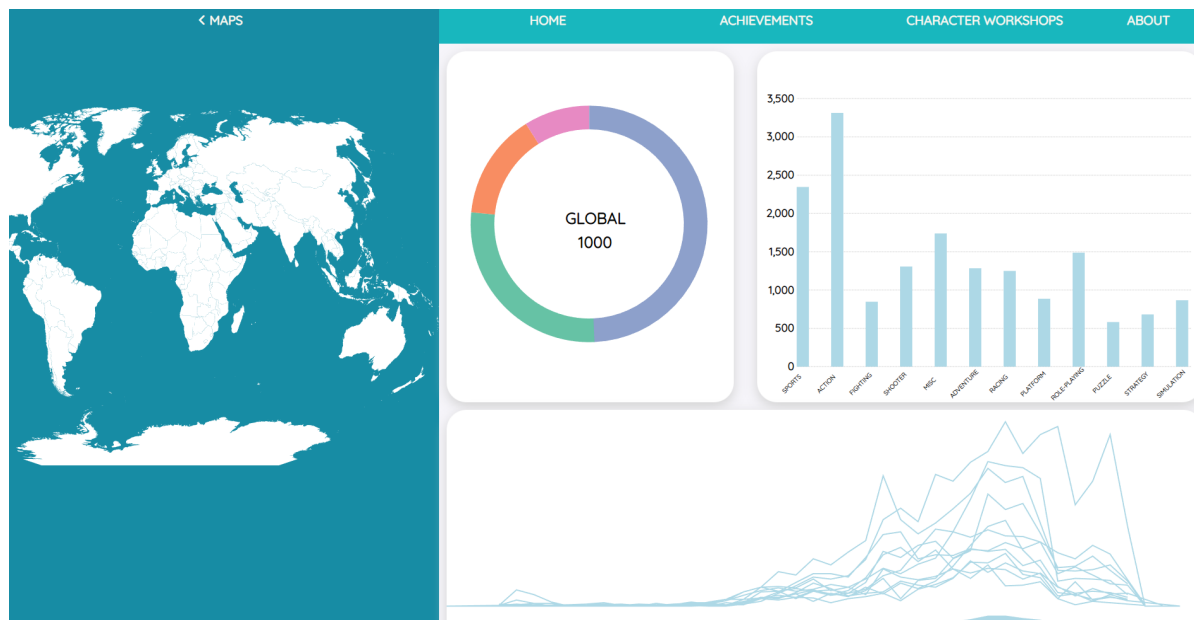 < MAPS
HOME ACHIEVEMENTS CHARACTER WORKSHOPS ABOUT
GLOBAL
1000
3,500
3,000
2,500
2,000
1,500
1,000
500
0
SPORTS ACTION FIGHTING SHOOTER MISC ADVENTURE RACING PLATFORM ROLE-PLAYING PUZZLE STRATEGY SIMULATION